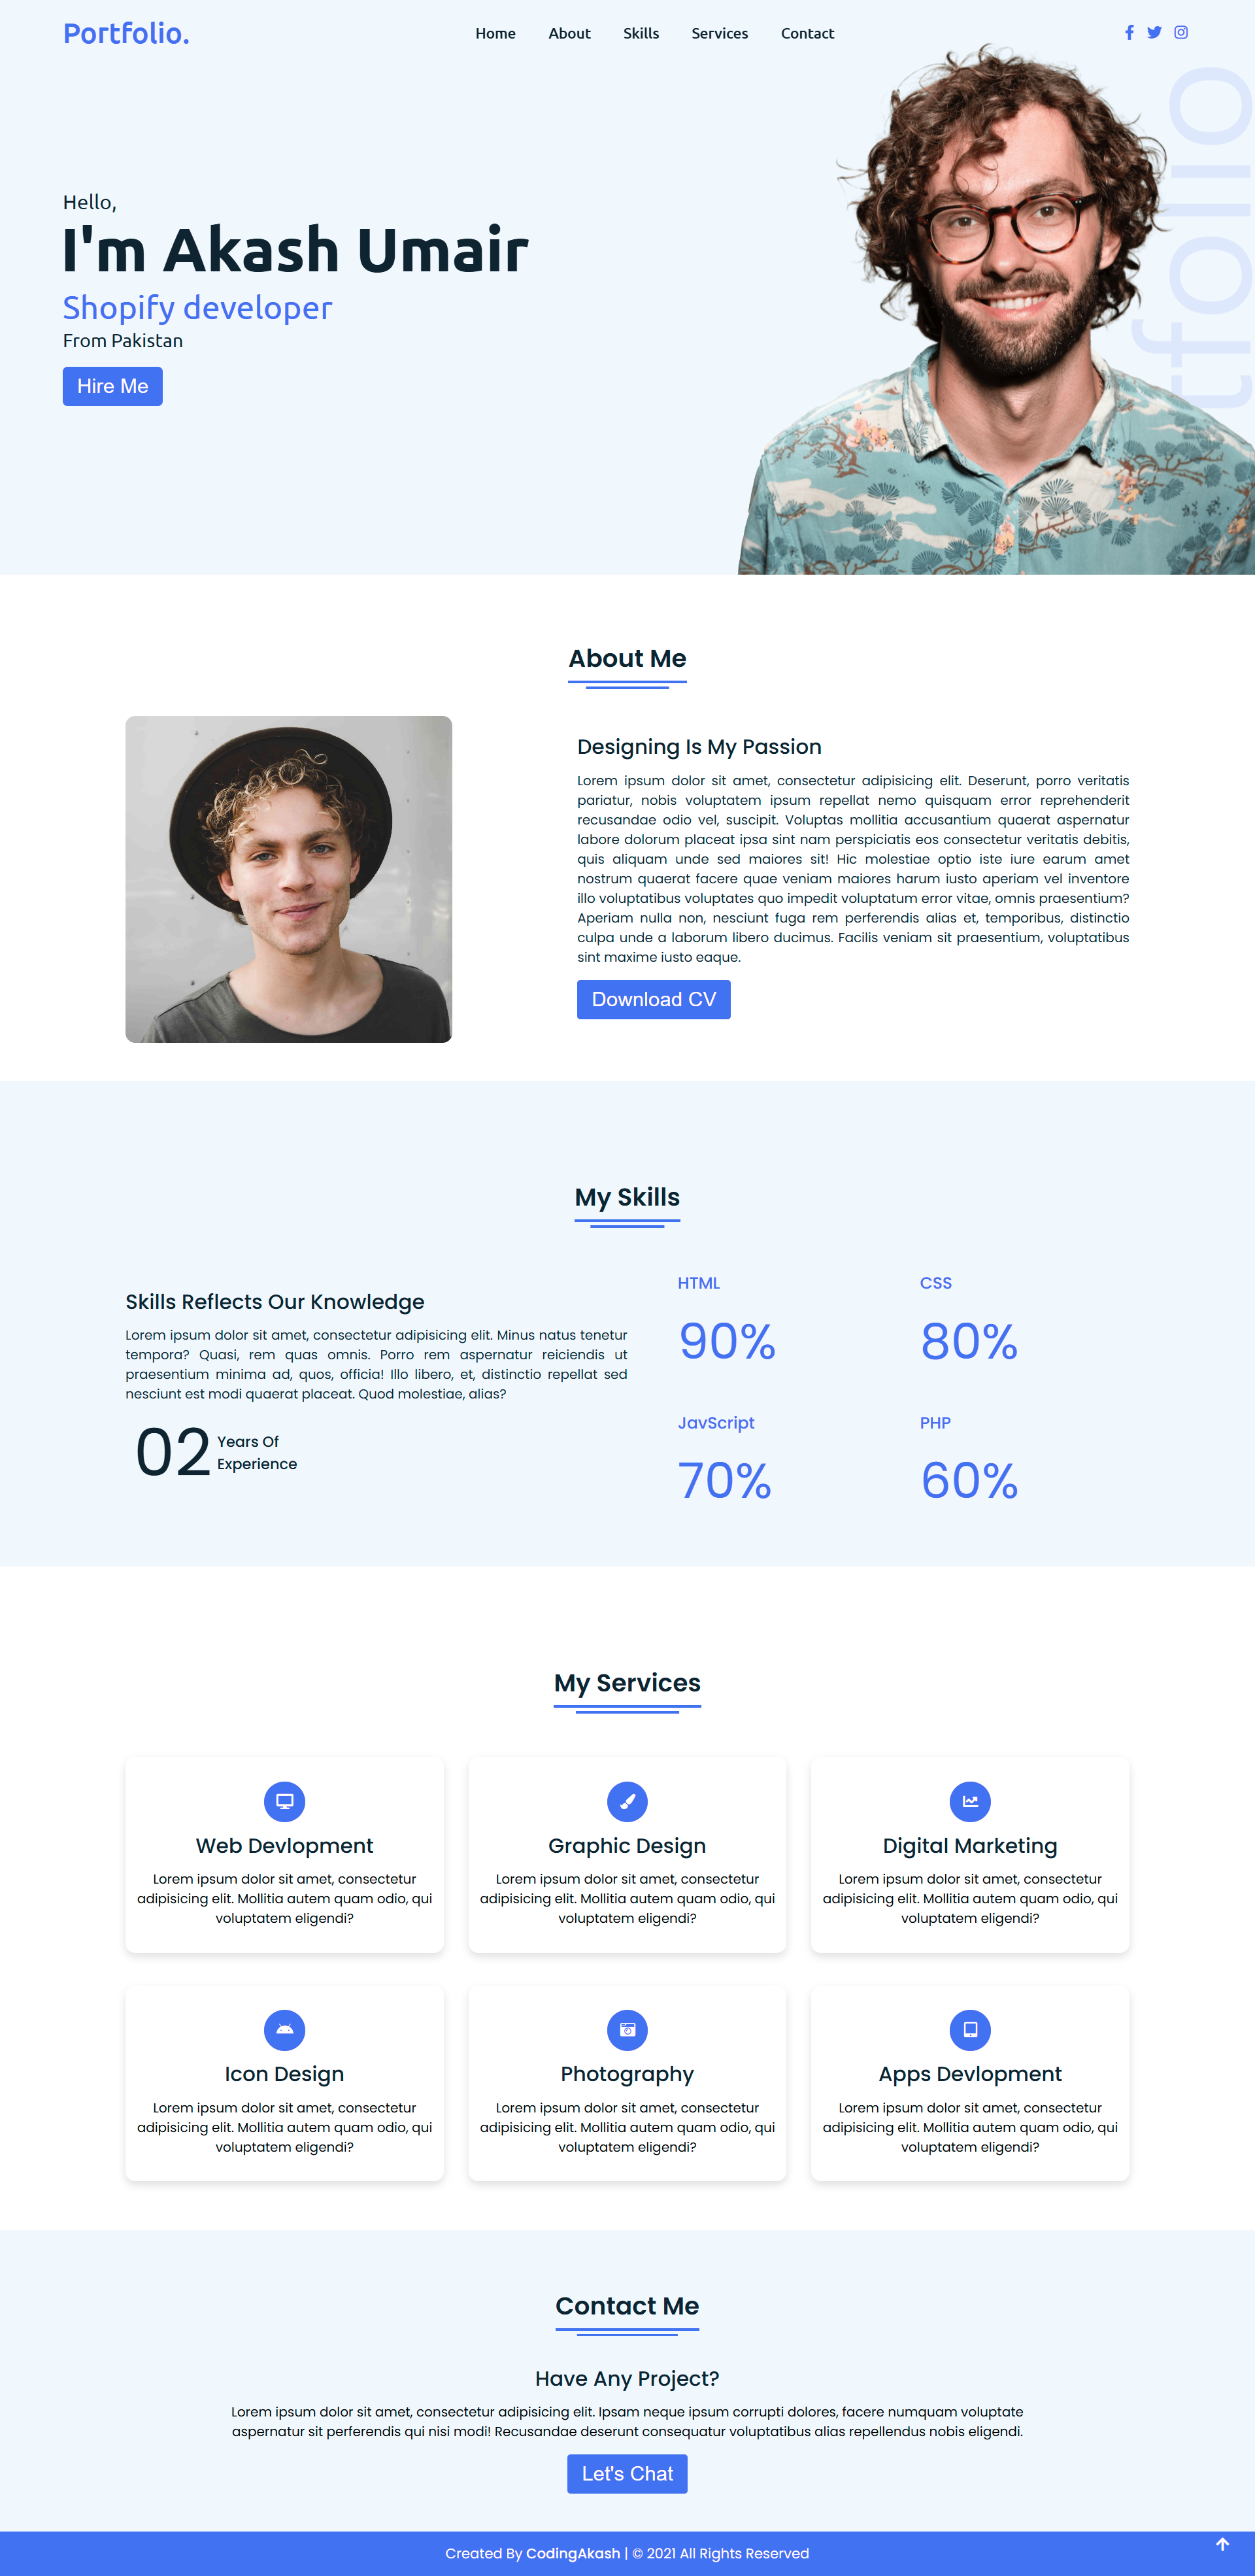 Portfolio.
Home About Skills Services Contact
tfolio
Hello,
I'm Akash Umair
Shopify developer
From Pakistan
Hire Me
About Me
Designing Is My Passion
Lorem ipsum dolor sit amet, consectetur adipisicing elit. Deserunt, porro veritatis
pariatur, nobis voluptatem ipsum repellat nemo quisquam error reprehenderit
recusandae odio vel, suscipit. Voluptas mollitia accusantium quaerat aspernatur
labore dolorum placeat ipsa sint nam perspiciatis eos consectetur veritatis debitis,
quis aliquam unde sed maiores sit! Hic molestiae optio iste iure earum amet
nostrum quaerat facere quae veniam maiores harum iusto aperiam vel inventore
illo voluptatibus voluptates quo impedit voluptatum error vitae, omnis praesentium?
Aperiam nulla non, nesciunt fuga rem perferendis alias et, temporibus, distinctio
culpa unde a laborum libero ducimus. Facilis veniam sit praesentium, voluptatibus
sint maxime iusto eaque.
Download CV
My Skills
Skills Reflects Our Knowledge
Lorem ipsum dolor sit amet, consectetur adipisicing elit. Minus natus tenetur
tempora? Quasi, rem quas omnis. Porro rem aspernatur reiciendis ut
praesentium minima ad, quos, officia! Illo libero, et, distinctio repellat sed
nesciunt est modi quaerat placeat. Quod molestiae, alias?
02 Years Of
Experience
HTML
90%
CSS
80%
JavScript
70%
PHP
60%
My Services
Web Devlopment
Lorem ipsum dolor sit amet, consectetur
adipisicing elit. Mollitia autem quam odio, qui
voluptatem eligendi?
Graphic Design
Lorem ipsum dolor sit amet, consectetur
adipisicing elit. Mollitia autem quam odio, qui
voluptatem eligendi?
Digital Marketing
Lorem ipsum dolor sit amet, consectetur
adipisicing elit. Mollitia autem quam odio, qui
voluptatem eligendi?
Icon Design
Lorem ipsum dolor sit amet, consectetur
adipisicing elit. Mollitia autem quam odio, qui
voluptatem eligendi?
Photography
Lorem ipsum dolor sit amet, consectetur
adipisicing elit. Mollitia autem quam odio, qui
voluptatem eligendi?
Apps Devlopment
Lorem ipsum dolor sit amet, consectetur
adipisicing elit. Mollitia autem quam odio, qui
voluptatem eligendi?
Contact Me
Have Any Project?
Lorem ipsum dolor sit amet, consectetur adipisicing elit. Ipsam neque ipsum corrupti dolores, facere numquam voluptate
aspernatur sit perferendis qui nisi modi! Recusandae deserunt consequatur voluptatibus alias repellendus nobis eligendi.
Let's Chat
Created By CodingAkash | © 2021 All Rights Reserved